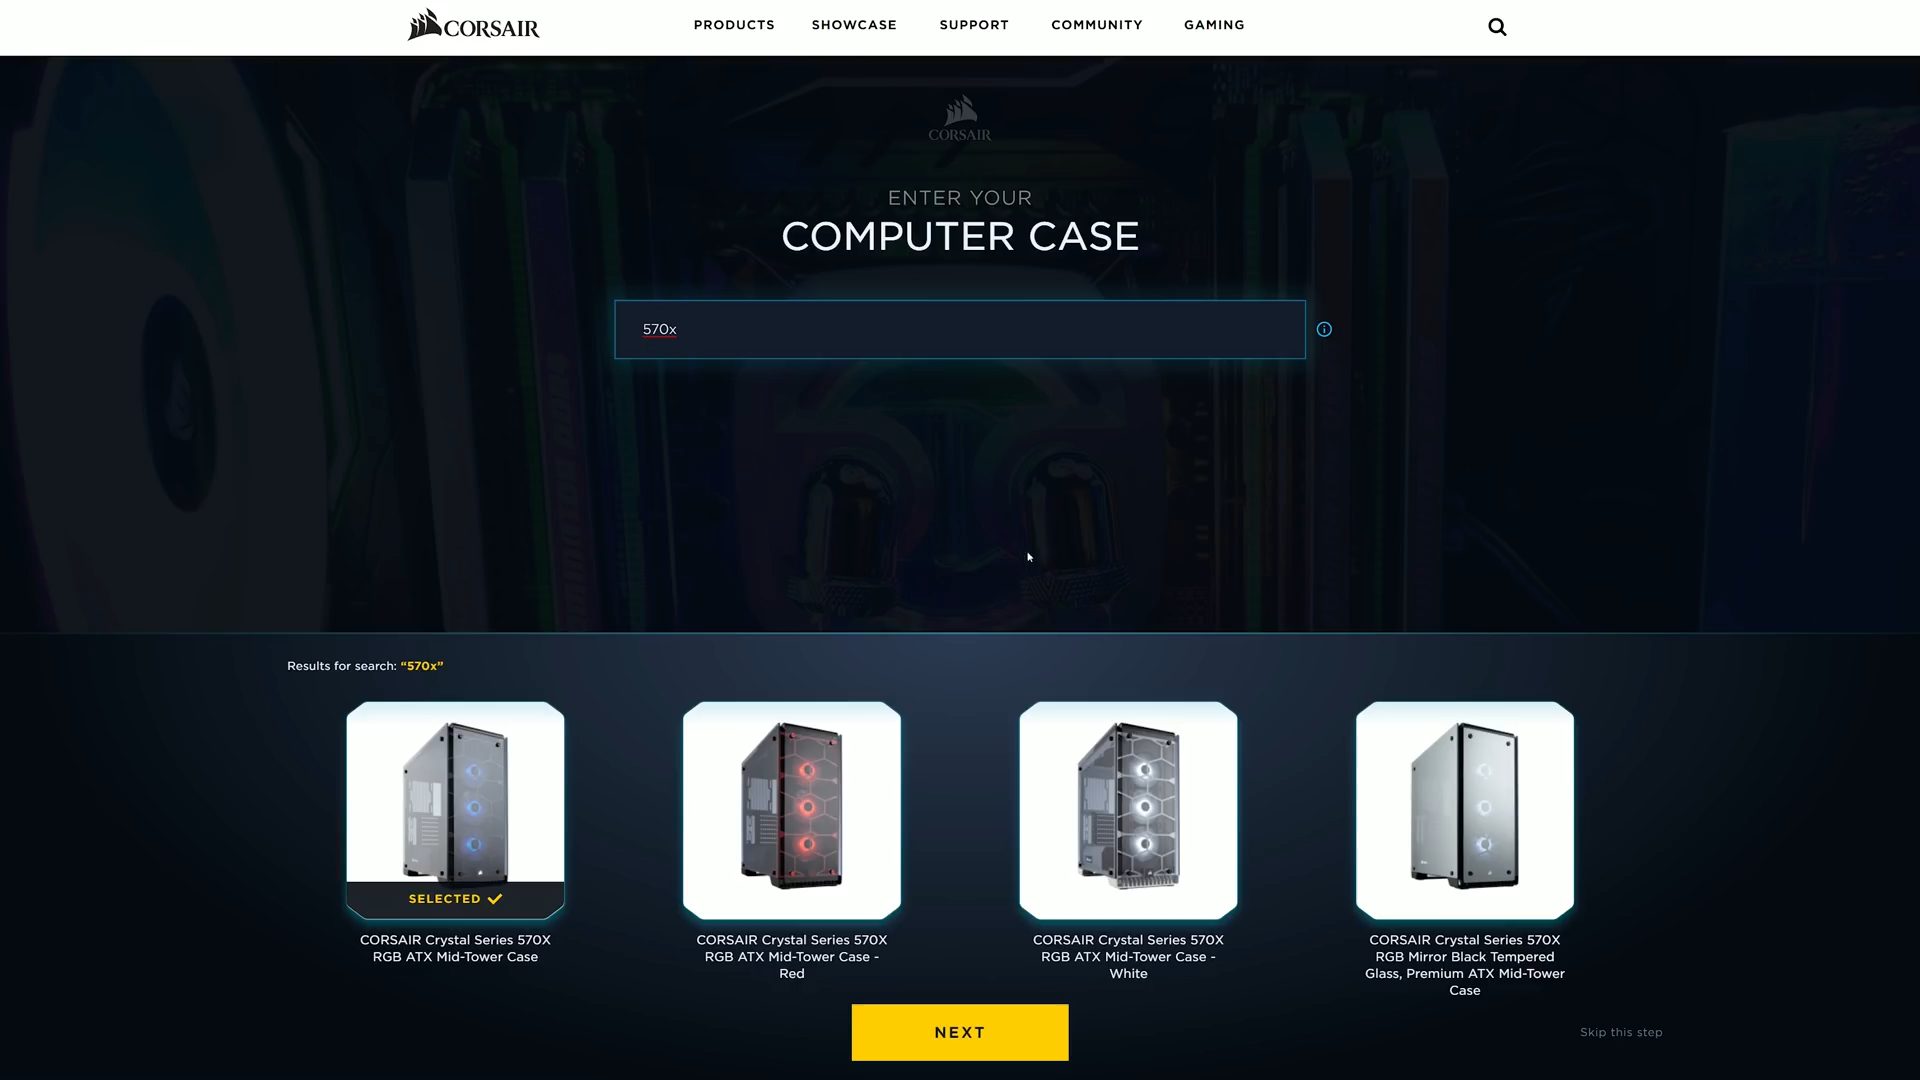 CORSAIR
PRODUCTS
SHOWCASE
SUPPORT
COMMUNITY
GAMING
CORSAIR
ENTER YOUR
COMPUTER CASE
570x
Results for search: “570x”
SELECTED
CORSAIR Crystal Series 570X
RGB ATX Mid-Tower Case
CORSAIR Crystal Series 570X
RGB ATX Mid-Tower Case -
Red
CORSAIR Crystal Series 570X
RGB ATX Mid-Tower Case -
White
CORSAIR Crystal Series 570X
RGB Mirror Black Tempered
Glass, Premium ATX Mid-Tower
Case
NEXT
Skip this step